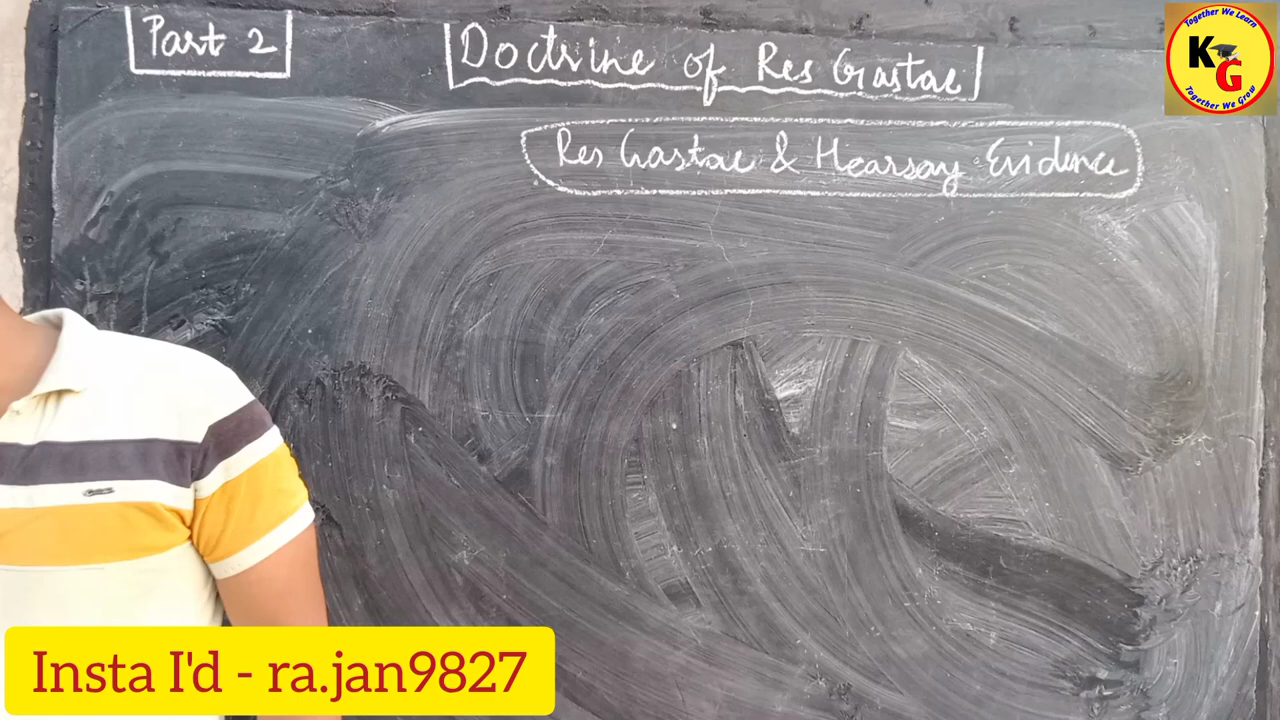 Part 2
Doctrine of Res Gastae
Res Gastae & Hearsay Evidence
Together We Learn
KG
Together We Grow
Insta I'd - ra.jan9827